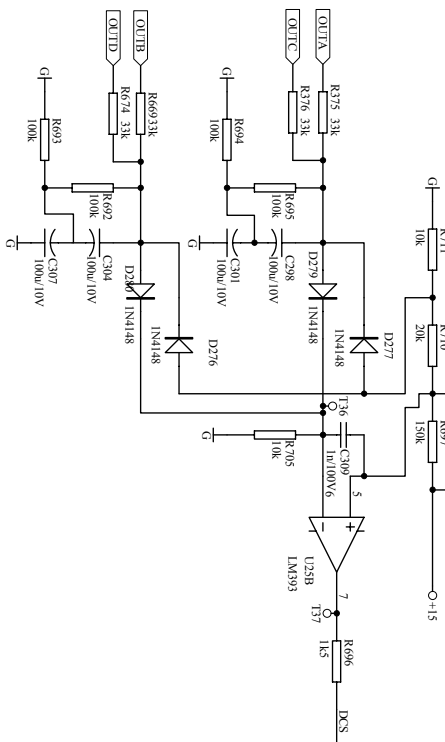 OUTD
OUTB
OUTC
OUTA
R674 33k
R669
33k
R376 33k
R375 33k
G
R693
100k
R692
100k
G
C307
100u/10V
C304
100u/10V
G
R694
100k
R695
100k
G
C301
100u/10V
C298
100u/10V
G
10k
20k
R697
150k
+15
D280
1N4148
D276
1N4148
D279
1N4148
D277
1N4148
T36
G
R705
10k
C309
1n/100V
6
5
U25B
LM393
7
T37
R696
1k5
DCS